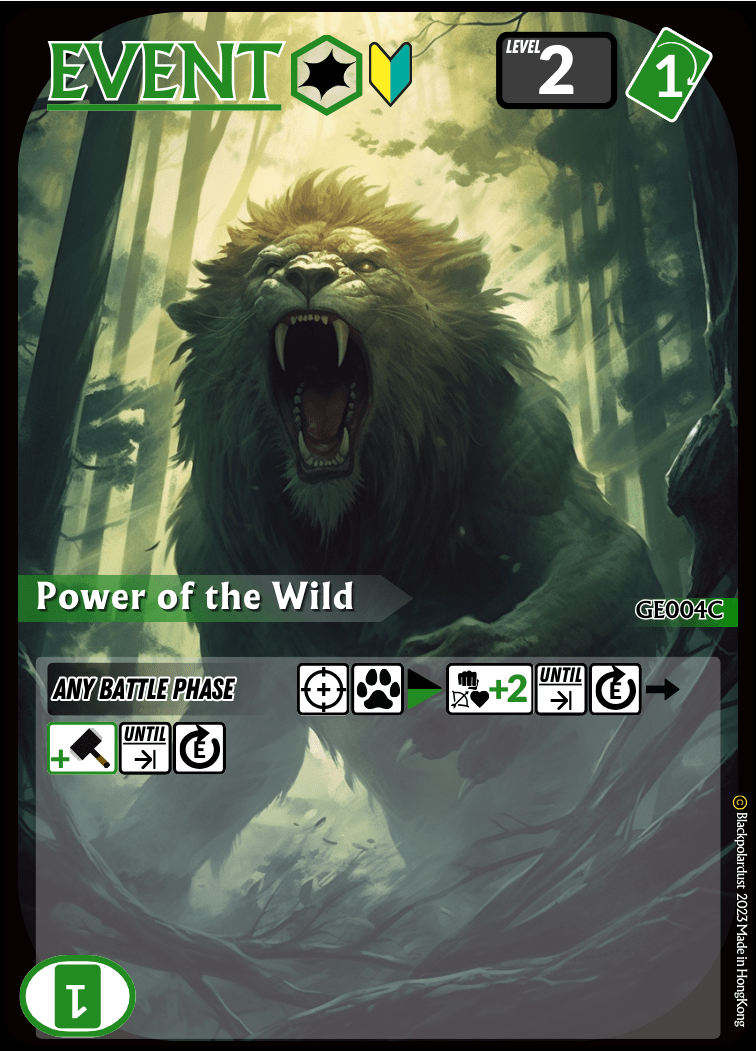 EVENT
LEVEL 2
1
Power of the Wild
GE004C
ANY BATTLE PHASE
+2 UNTIL E
+ UNTIL E
1
© Blackpolardust 2023 Made in HongKong